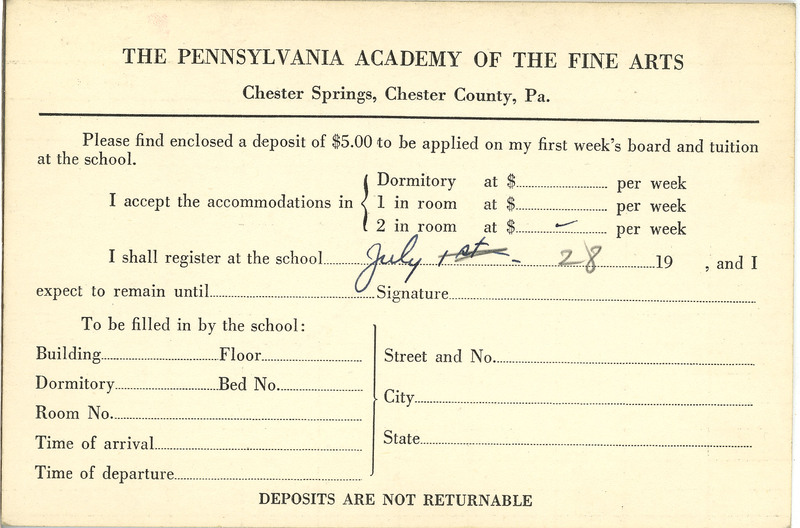 THE PENNSYLVANIA ACADEMY OF THE FINE ARTS
Chester Springs, Chester County, Pa.
Please find enclosed a deposit of $5.00 to be applied on my first week's board and tuition
at the school.
I accept the accommodations in { Dormitory at $ per week
1 in room at $ per week
2 in room at $ ✓ per week
I shall register at the school July 1st - 28 19 , and I
expect to remain until Signature
To be filled in by the school:
Building Floor
Dormitory Bed No.
Room No.
Time of arrival
Time of departure
Street and No.
City
State
DEPOSITS ARE NOT RETURNABLE